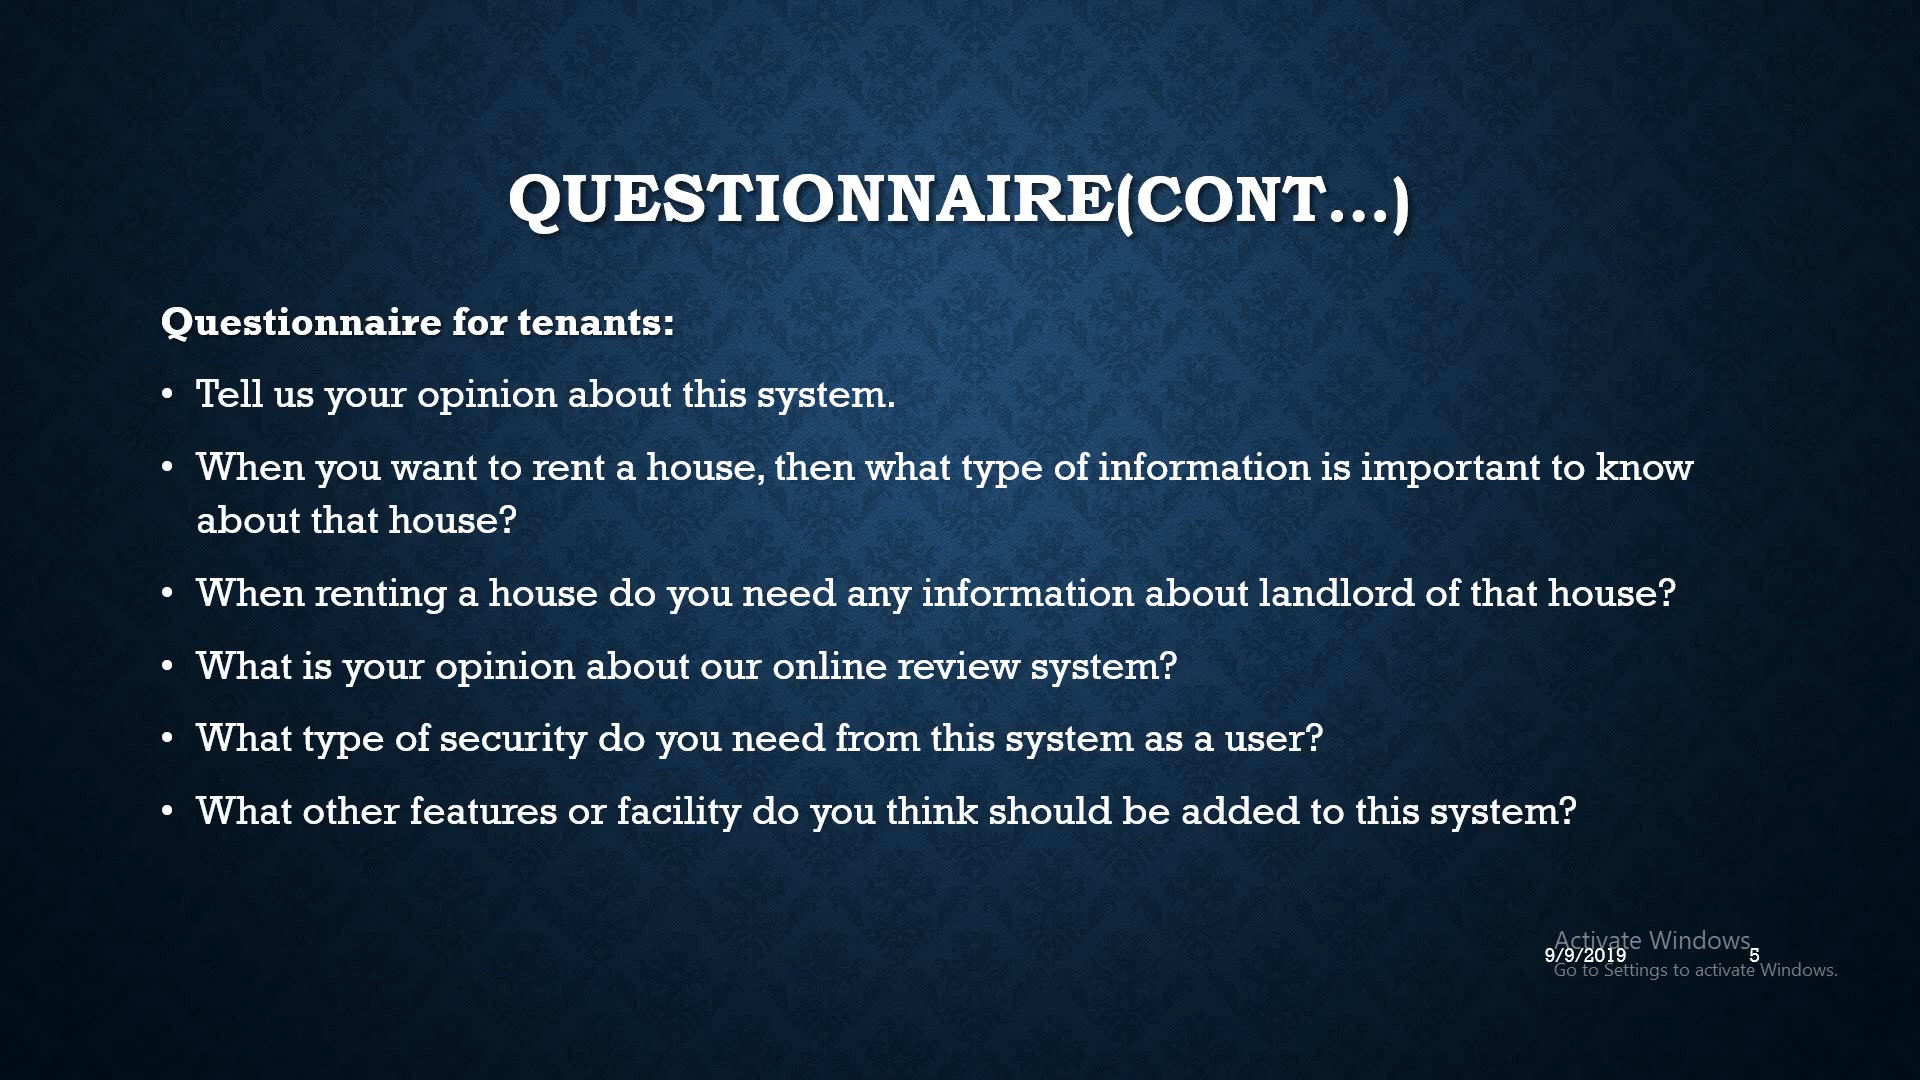 QUESTIONNAIRE(CONT...)
Questionnaire for tenants:
• Tell us your opinion about this system.
• When you want to rent a house, then what type of information is important to know
about that house?
• When renting a house do you need any information about landlord of that house?
• What is your opinion about our online review system?
• What type of security do you need from this system as a user?
• What other features or facility do you think should be added to this system?
Activate Windows
9/9/2019 5
Go to Settings to activate Windows.